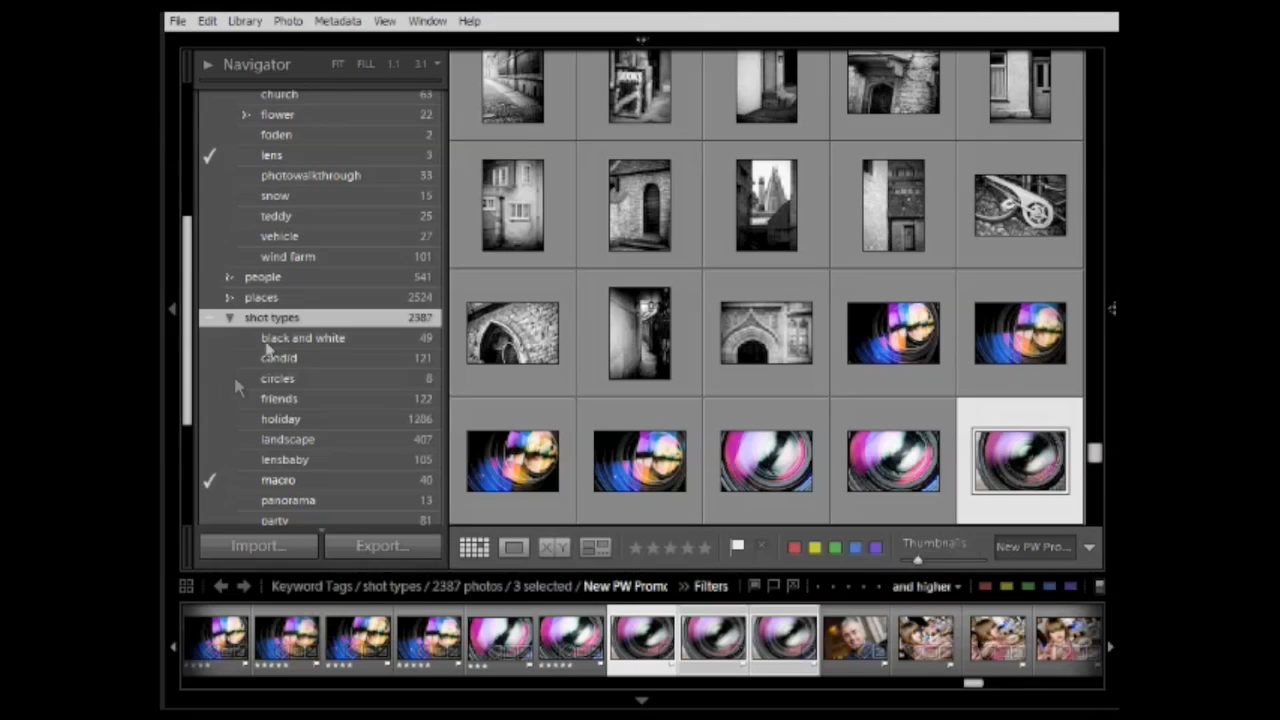 File Edit Library Photo Metadata View Window Help
Navigator FIT FILL 1:1 3:1
church 63
flower 22
foden 2
lens 3
photowalkthrough 33
snow 15
teddy 25
vehicle 27
wind farm 101
people 541
places 2524
shot types 2387
black and white 49
candid 121
circles 8
friends 122
holiday 1286
landscape 407
lensbaby 105
macro 40
panorama 13
party 81
Import... Export...
BOOKS
XY
Thumbnails
New PW Pro...
Keyword Tags / shot types / 2387 photos / 3 selected / New PW Promo Filters and higher